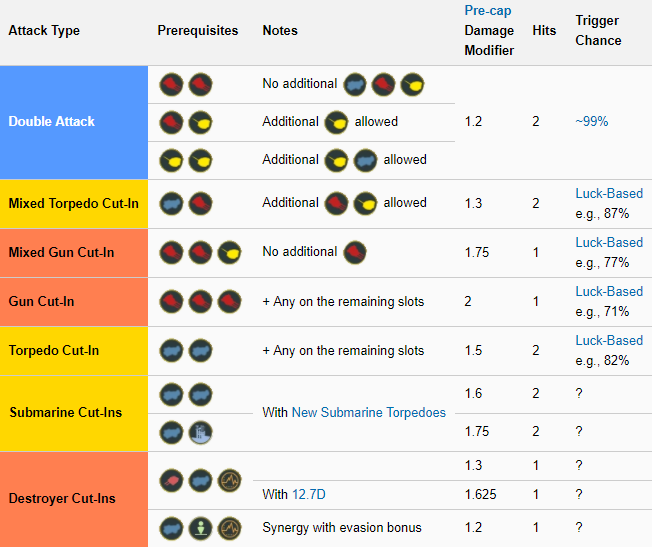 Attack Type Prerequisites Notes Pre-cap Damage Modifier Hits Trigger Chance
Double Attack
No additional
Additional allowed 1.2 2 ~99%
Additional allowed
Mixed Torpedo Cut-In Additional allowed 1.3 2 Luck-Based e.g., 87%
Mixed Gun Cut-In No additional 1.75 1 Luck-Based e.g., 77%
Gun Cut-In + Any on the remaining slots 2 1 Luck-Based e.g., 71%
Torpedo Cut-In + Any on the remaining slots 1.5 2 Luck-Based e.g., 82%
Submarine Cut-Ins With New Submarine Torpedoes
1.6 2 ?
1.75 2 ?
Destroyer Cut-Ins
1.3 1 ?
With 12.7D 1.625 1 ?
Synergy with evasion bonus 1.2 1 ?